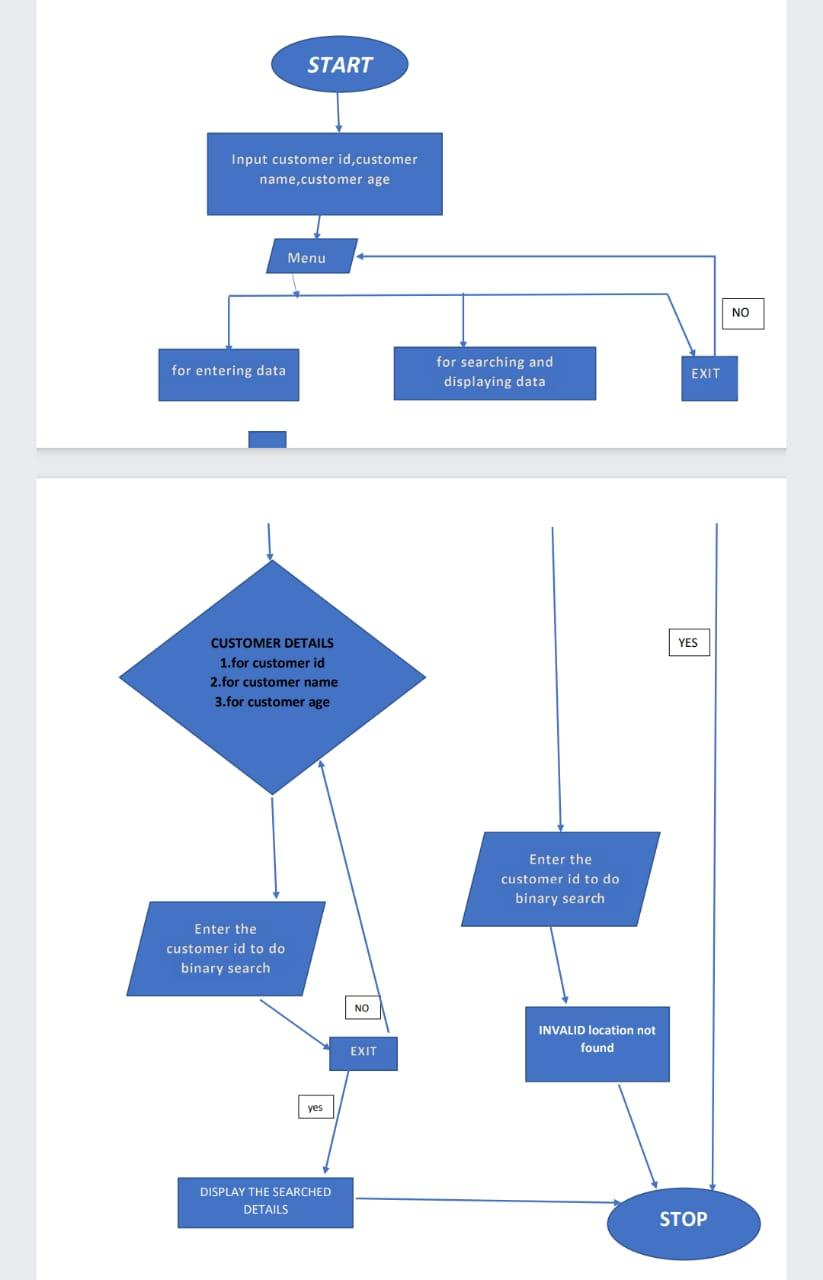 START
Input customer id,customer
name,customer age
Menu
NO
for entering data
for searching and
displaying data
EXIT
CUSTOMER DETAILS
1.for customer id
2.for customer name
3.for customer age
YES
Enter the
customer id to do
binary search
Enter the
customer id to do
binary search
NO
EXIT
INVALID location not
found
yes
DISPLAY THE SEARCHED
DETAILS
STOP